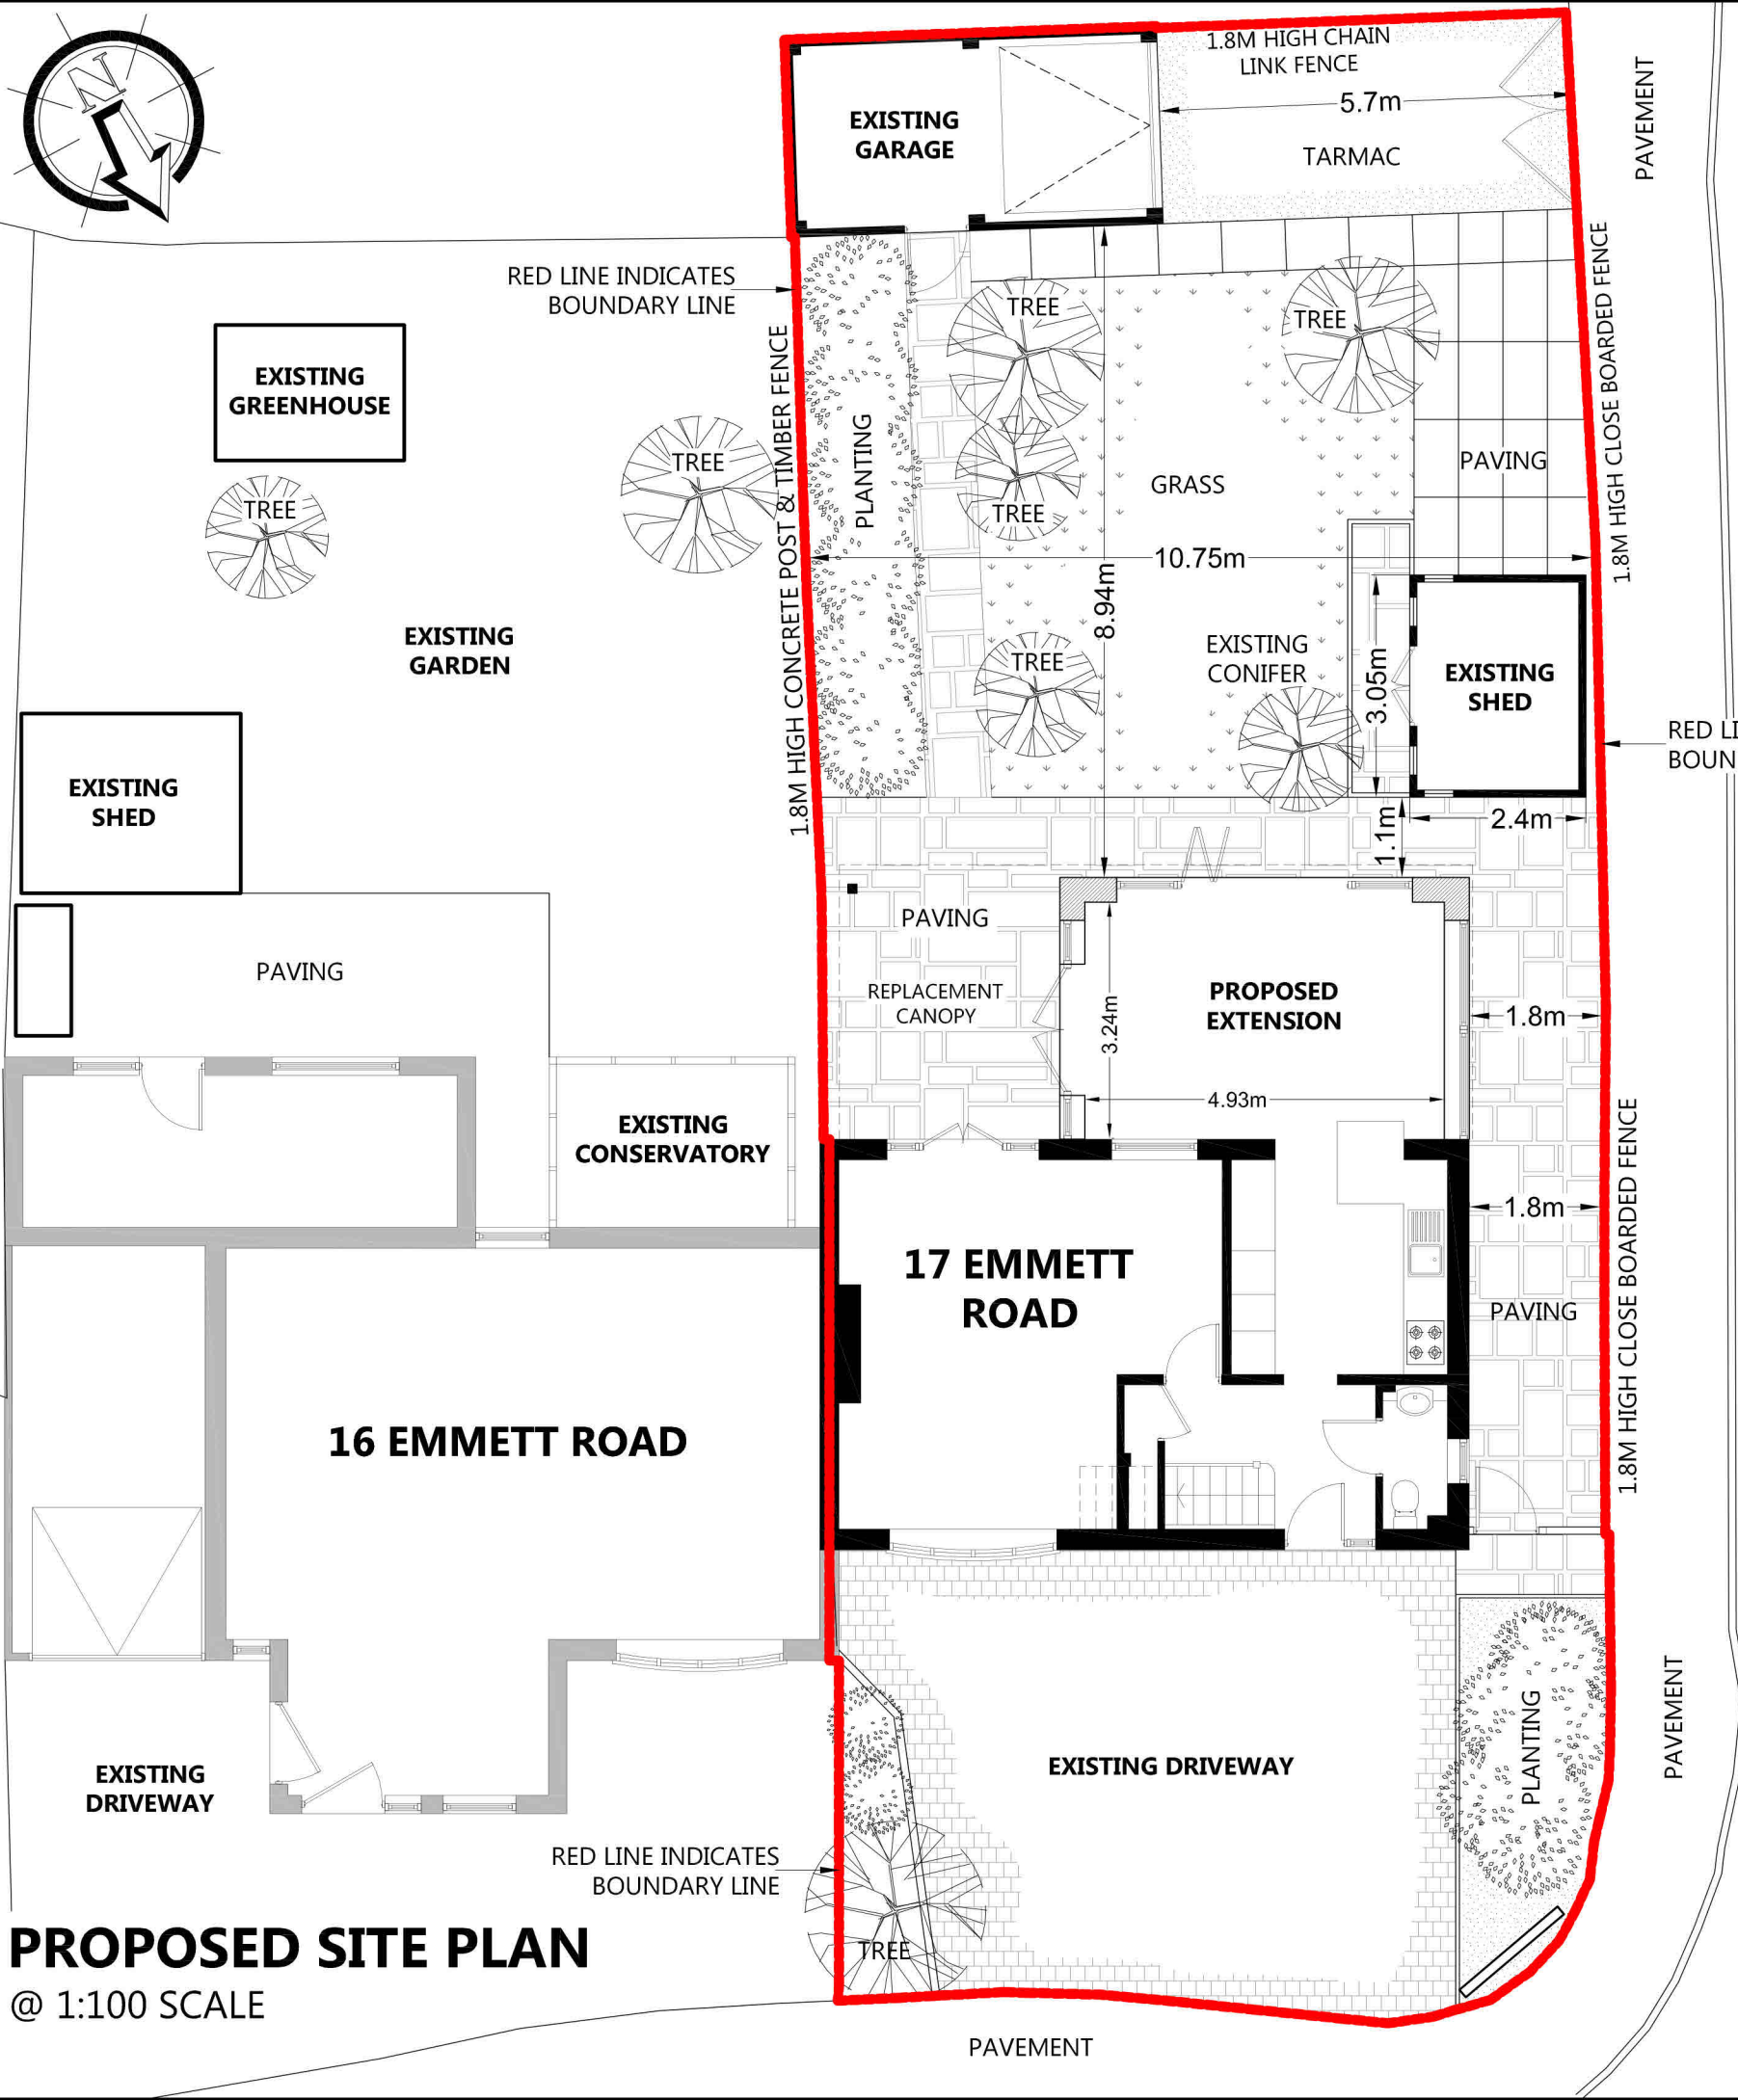 N
1.8M HIGH CHAIN
LINK FENCE
5.7m
TARMAC
PAVEMENT
EXISTING
GARAGE
RED LINE INDICATES
BOUNDARY LINE
TREE
TREE
1.8M HIGH CLOSE BOARDED FENCE
EXISTING
GREENHOUSE
1.8M HIGH CONCRETE POST & TIMBER FENCE
PLANTING
TREE
TREE
TREE
GRASS
PAVING
10.75m
8.94m
EXISTING
GARDEN
TREE
EXISTING
CONIFER
3.05m
EXISTING
SHED
RED LI
BOUN
EXISTING
SHED
1.1m
2.4m
PAVING
PAVING
REPLACEMENT
CANOPY
3.24m
PROPOSED
EXTENSION
1.8m
4.93m
EXISTING
CONSERVATORY
1.8m
1.8M HIGH CLOSE BOARDED FENCE
17 EMMETT
ROAD
PAVING
16 EMMETT ROAD
EXISTING
DRIVEWAY
EXISTING DRIVEWAY
PLANTING
PAVEMENT
RED LINE INDICATES
BOUNDARY LINE
TREE
PROPOSED SITE PLAN
@ 1:100 SCALE
PAVEMENT